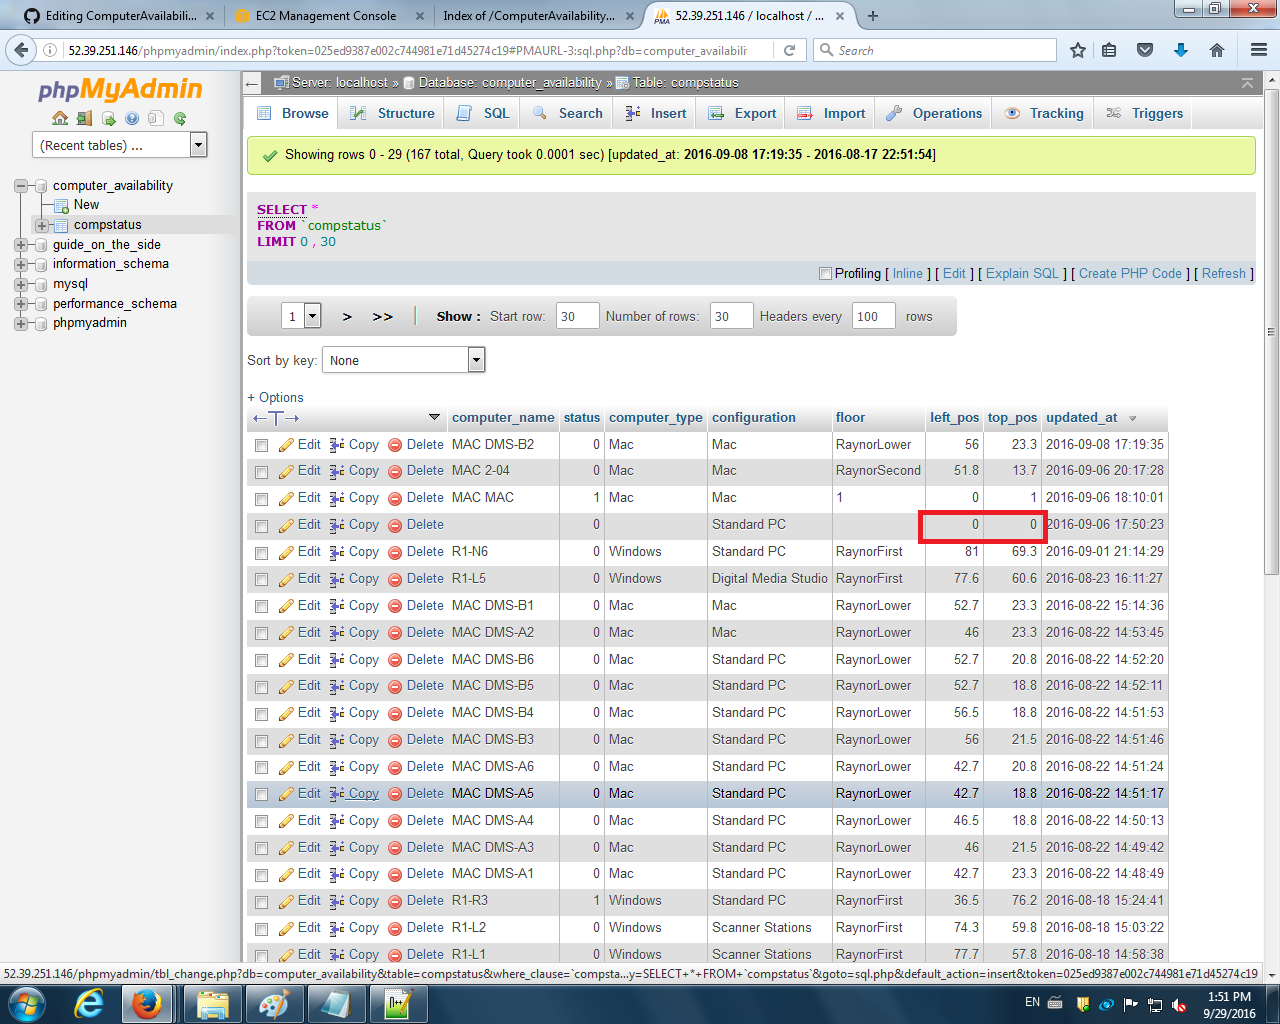 Editing ComputerAvailabili...
EC2 Management Console
Index of /ComputerAvailability...
52.39.251.146 / localhost / ...
52.39.251.146/phpmyadmin/index.php?token=025ed9387e002c744981e71d45274c19#PMAURL-3:sql.php?db=computer_availabilit
Search
phpMyAdmin
(Recent tables) ...
computer_availability
New
compstatus
guide_on_the_side
information_schema
mysql
performance_schema
phpmyadmin
Server: localhost » Database: computer_availability » Table: compstatus
Browse Structure SQL Search Insert Export Import Operations Tracking Triggers
Showing rows 0 - 29 (167 total, Query took 0.0001 sec) [updated_at: 2016-09-08 17:19:35 - 2016-08-17 22:51:54]
SELECT *
FROM `compstatus`
LIMIT 0 , 30
Profiling [ Inline ] [ Edit ] [ Explain SQL ] [ Create PHP Code ] [ Refresh ]
1 > >> Show : Start row: 30 Number of rows: 30 Headers every 100 rows
Sort by key: None
+ Options
←T→ computer_name status computer_type configuration floor left_pos top_pos updated_at
Edit Copy Delete MAC DMS-B2 0 Mac Mac RaynorLower 56 23.3 2016-09-08 17:19:35
Edit Copy Delete MAC 2-04 0 Mac Mac RaynorSecond 51.8 13.7 2016-09-06 20:17:28
Edit Copy Delete MAC MAC 1 Mac Mac 1 0 1 2016-09-06 18:10:01
Edit Copy Delete 0 Standard PC 0 0 2016-09-06 17:50:23
Edit Copy Delete R1-N6 0 Windows Standard PC RaynorFirst 81 69.3 2016-09-01 21:14:29
Edit Copy Delete R1-L5 0 Windows Digital Media Studio RaynorFirst 77.6 60.6 2016-08-23 16:11:27
Edit Copy Delete MAC DMS-B1 0 Mac Mac RaynorLower 52.7 23.3 2016-08-22 15:14:36
Edit Copy Delete MAC DMS-A2 0 Mac Mac RaynorLower 46 23.3 2016-08-22 14:53:45
Edit Copy Delete MAC DMS-B6 0 Mac Standard PC RaynorLower 52.7 20.8 2016-08-22 14:52:20
Edit Copy Delete MAC DMS-B5 0 Mac Standard PC RaynorLower 52.7 18.8 2016-08-22 14:52:11
Edit Copy Delete MAC DMS-B4 0 Mac Standard PC RaynorLower 56.5 18.8 2016-08-22 14:51:53
Edit Copy Delete MAC DMS-B3 0 Mac Standard PC RaynorLower 56 21.5 2016-08-22 14:51:46
Edit Copy Delete MAC DMS-A6 0 Mac Standard PC RaynorLower 42.7 20.8 2016-08-22 14:51:24
Edit Copy Delete MAC DMS-A5 0 Mac Standard PC RaynorLower 42.7 18.8 2016-08-22 14:51:17
Edit Copy Delete MAC DMS-A4 0 Mac Standard PC RaynorLower 46.5 18.8 2016-08-22 14:50:13
Edit Copy Delete MAC DMS-A3 0 Mac Standard PC RaynorLower 46 21.5 2016-08-22 14:49:42
Edit Copy Delete MAC DMS-A1 0 Mac Standard PC RaynorLower 42.7 23.3 2016-08-22 14:48:49
Edit Copy Delete R1-R3 1 Windows Standard PC RaynorFirst 36.5 76.2 2016-08-18 15:24:41
Edit Copy Delete R1-L2 0 Windows Scanner Stations RaynorFirst 74.3 59.8 2016-08-18 15:03:22
Edit Copy Delete R1-L1 0 Windows Scanner Stations RaynorFirst 77.7 57.8 2016-08-18 14:58:38
52.39.251.146/phpmyadmin/tbl_change.php?db=computer_availability&table=compstatus&where_clause=`compsta...y=SELECT+*+FROM+`compstatus`&goto=sql.php&default_action=insert&token=025ed9387e002c744981e71d45274c19
EN
1:51 PM
9/29/2016